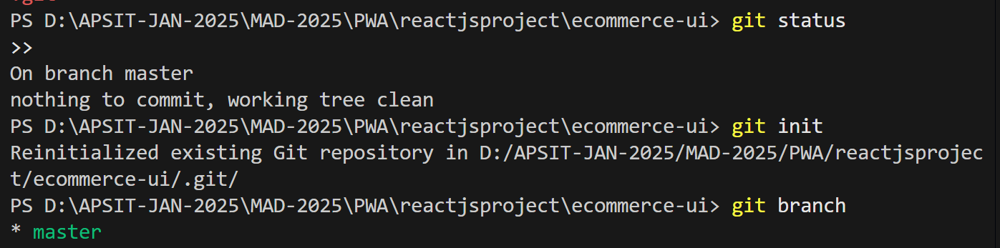 PS D:\APSIT-JAN-2025\MAD-2025\PWA\reactjsproject\ecommerce-ui> git status
>>
On branch master
nothing to commit, working tree clean
PS D:\APSIT-JAN-2025\MAD-2025\PWA\reactjsproject\ecommerce-ui> git init
Reinitialized existing Git repository in D:/APSIT-JAN-2025/MAD-2025/PWA/reactjsprojec
t/ecommerce-ui/.git/
PS D:\APSIT-JAN-2025\MAD-2025\PWA\reactjsproject\ecommerce-ui> git branch
* master